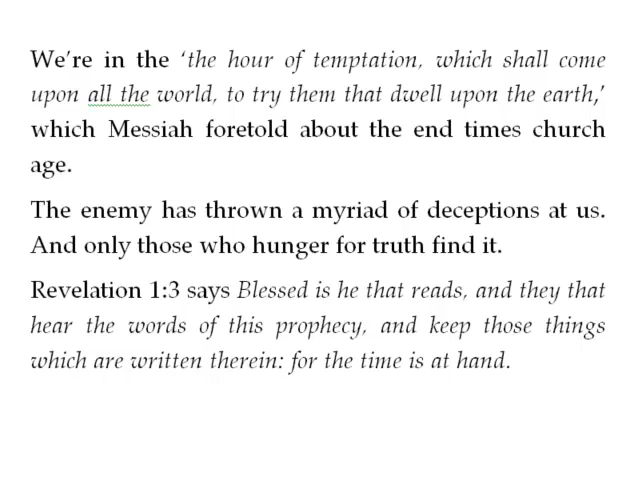 We're in the ‘the hour of temptation, which shall come
upon all the world, to try them that dwell upon the earth,’
which Messiah foretold about the end times church
age.
The enemy has thrown a myriad of deceptions at us.
And only those who hunger for truth find it.
Revelation 1:3 says Blessed is he that reads, and they that
hear the words of this prophecy, and keep those things
which are written therein: for the time is at hand.